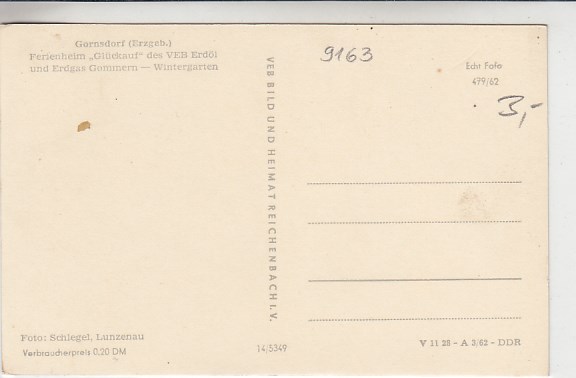 Gornsdorf (Erzgeb.)
Ferienheim „Glückauf“ des VEB Erdöl
und Erdgas Gommern — Wintergarten
9163
Echt Foto
479/62
3,-
VEB BILD UND HEIMAT REICHENBACH I. V.
Foto: Schlegel, Lunzenau
Verbraucherpreis 0,20 DM
14/5349
V 11 28 – A 3/62 – DDR